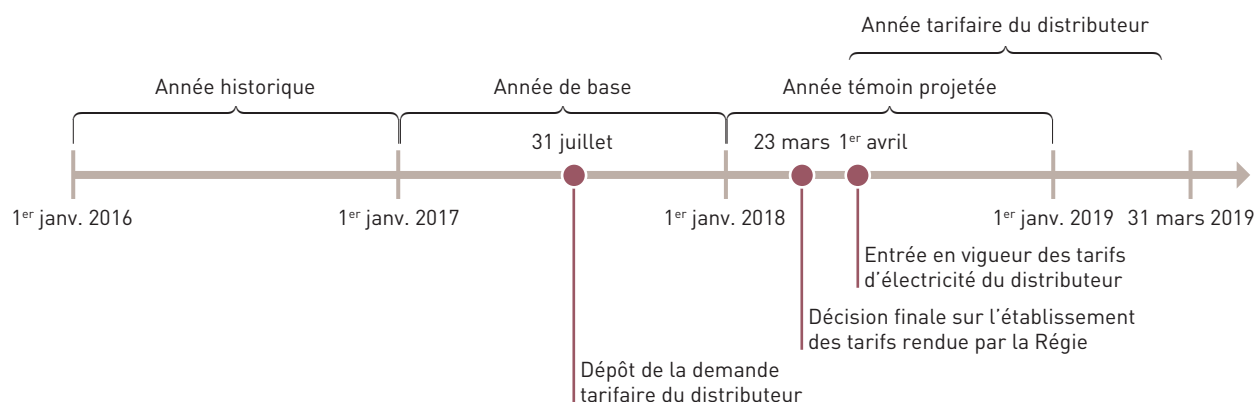 Année tarifaire du distributeur
Année historique
Année de base
Année témoin projetée
31 juillet
23 mars
1er avril
1er janv. 2016
1er janv. 2017
1er janv. 2018
1er janv. 2019
31 mars 2019
Entrée en vigueur des tarifs
d’électricité du distributeur
Décision finale sur l’établissement
des tarifs rendue par la Régie
Dépôt de la demande
tarifaire du distributeur